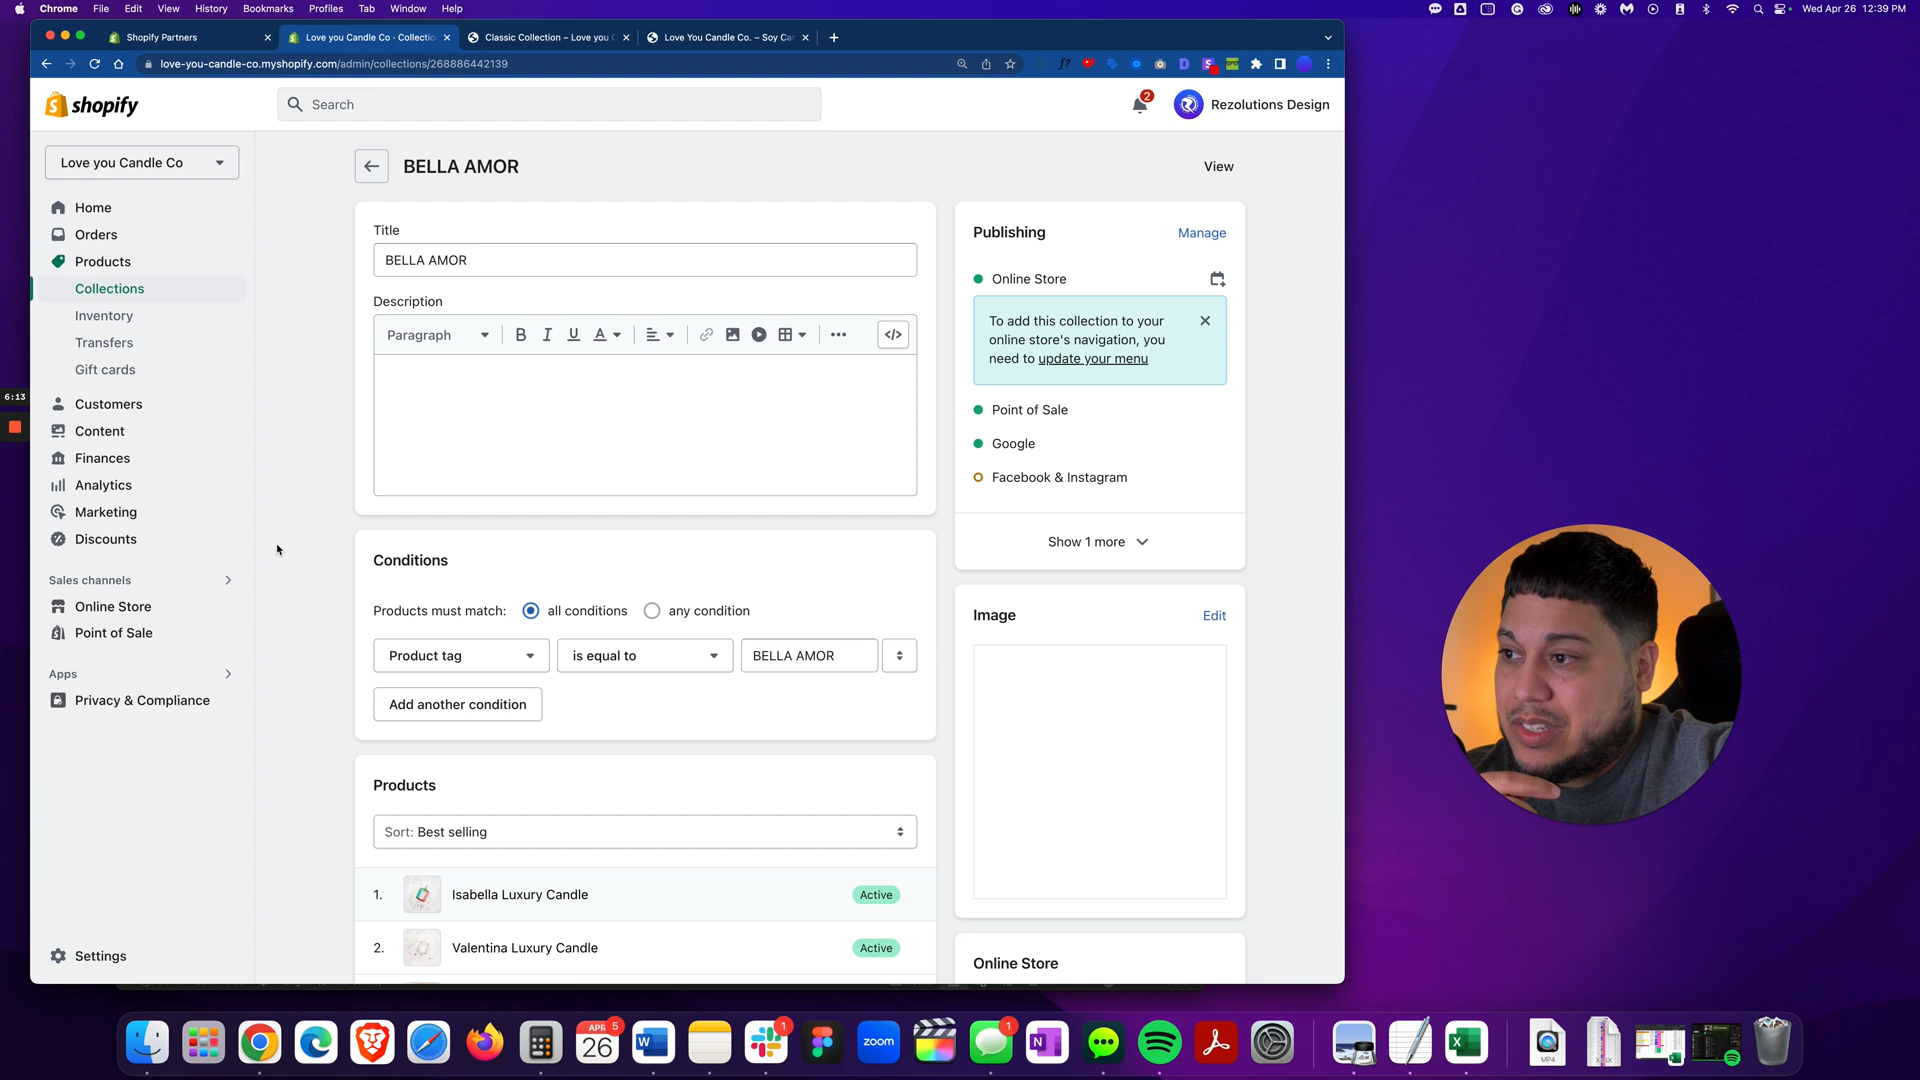 Chrome File Edit View History Bookmarks Profiles Tab Window Help
Wed Apr 26 12:39 PM
Shopify Partners
Love you Candle Co · Collectio
Classic Collection – Love you C
Love You Candle Co. – Soy Ca
love-you-candle-co.myshopify.com/admin/collections/268886442139
shopify
Search
2
Rezolutions Design
Love you Candle Co
Home
Orders
Products
Collections
Inventory
Transfers
Gift cards
Customers
Content
Finances
Analytics
Marketing
Discounts
Sales channels
Online Store
Point of Sale
Apps
Privacy & Compliance
Settings
6:13
BELLA AMOR
View
Title
BELLA AMOR
Description
Paragraph
B I U A
Conditions
Products must match: all conditions any condition
Product tag is equal to BELLA AMOR
Add another condition
Products
Sort: Best selling
1. Isabella Luxury Candle Active
2. Valentina Luxury Candle Active
Publishing Manage
Online Store
To add this collection to your
online store's navigation, you
need to update your menu
Point of Sale
Google
Facebook & Instagram
Show 1 more
Image Edit
Online Store
APR 5
26
W
1
zoom
1
N
X
MP4
XLSX